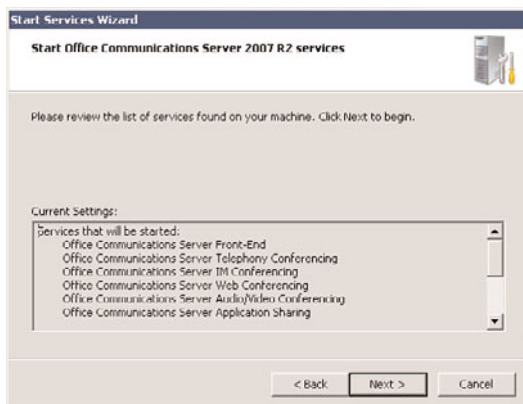 Start Services Wizard
Start Office Communications Server 2007 R2 services
Please review the list of services found on your machine. Click Next to begin.
Current Settings:
Services that will be started:
Office Communications Server Front-End
Office Communications Server Telephony Conferencing
Office Communications Server IM Conferencing
Office Communications Server Web Conferencing
Office Communications Server Audio/Video Conferencing
Office Communications Server Application Sharing
< Back
Next >
Cancel